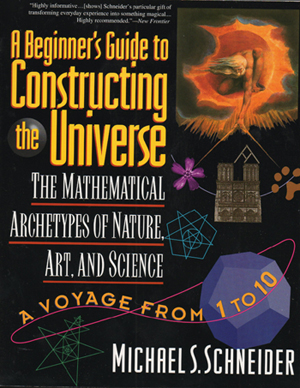 "Highly informative...[shows] Schneider's particular gift of
transforming everyday experience into something magical...
Highly recommended."—New Frontier
A Beginner's Guide to
Constructing
the Universe
THE MATHEMATICAL
ARCHETYPES OF NATURE,
ART, AND SCIENCE
A VOYAGE FROM 1 TO 10
MICHAEL S. SCHNEIDER